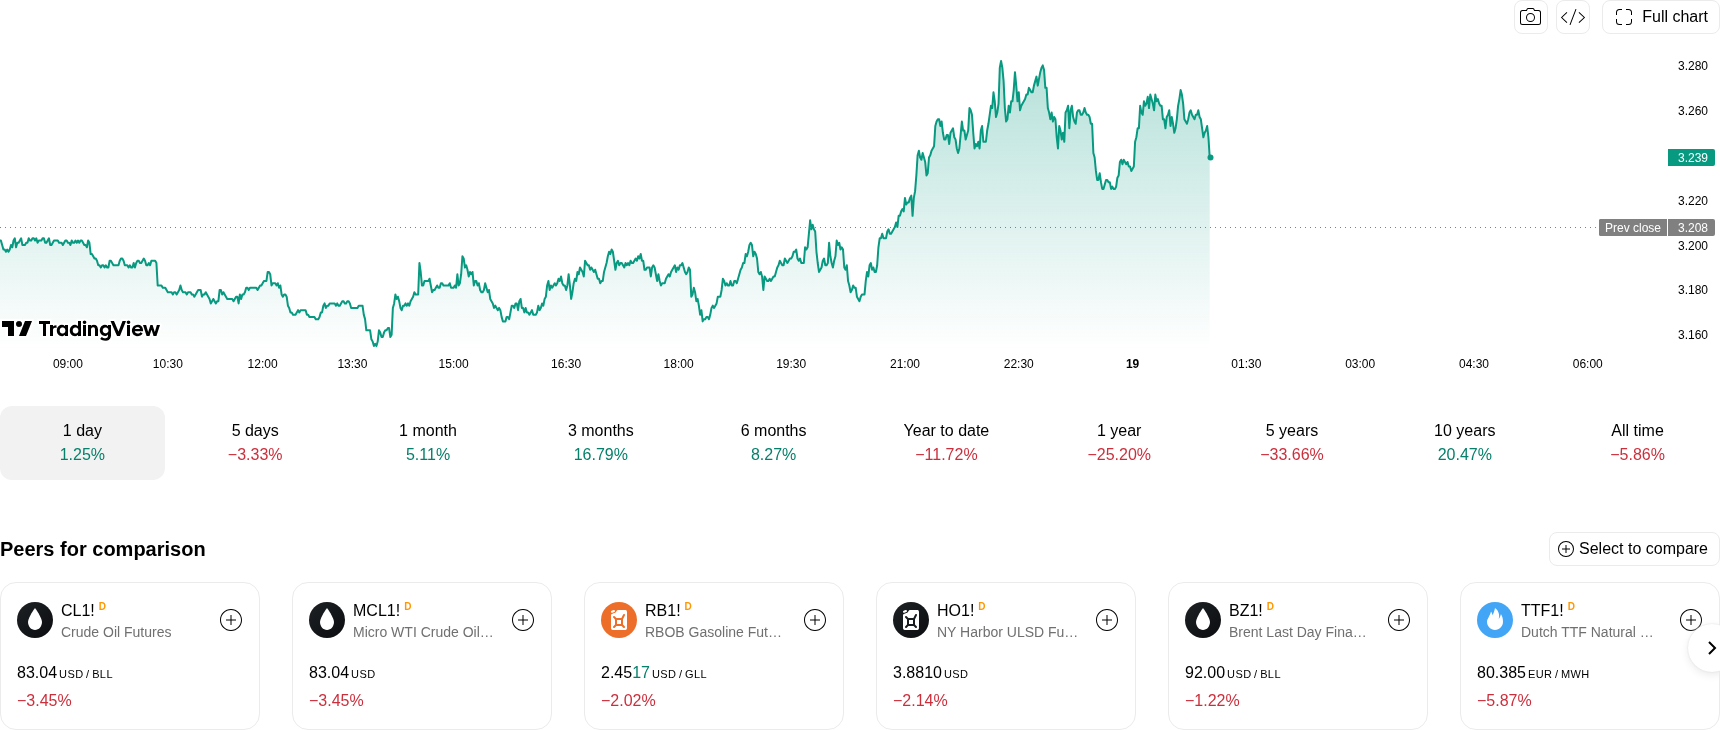 Full chart
3.280
3.260
3.239
3.220
Prev close 3.208
3.200
3.180
3.160
TradingView
09:00 10:30 12:00 13:30 15:00 16:30 18:00 19:30 21:00 22:30 19 01:30 03:00 04:30 06:00
1 day 5 days 1 month 3 months 6 months Year to date 1 year 5 years 10 years All time
1.25% −3.33% 5.11% 16.79% 8.27% −11.72% −25.20% −33.66% 20.47% −5.86%
Peers for comparison
Select to compare
CL1! D
Crude Oil Futures
83.04 USD / BLL
−3.45%
MCL1! D
Micro WTI Crude Oil…
83.04 USD
−3.45%
RB1! D
RBOB Gasoline Fut…
2.4517 USD / GLL
−2.02%
HO1! D
NY Harbor ULSD Fu…
3.8810 USD
−2.14%
BZ1! D
Brent Last Day Fina…
92.00 USD / BLL
−1.22%
TTF1! D
Dutch TTF Natural …
80.385 EUR / MWH
−5.87%